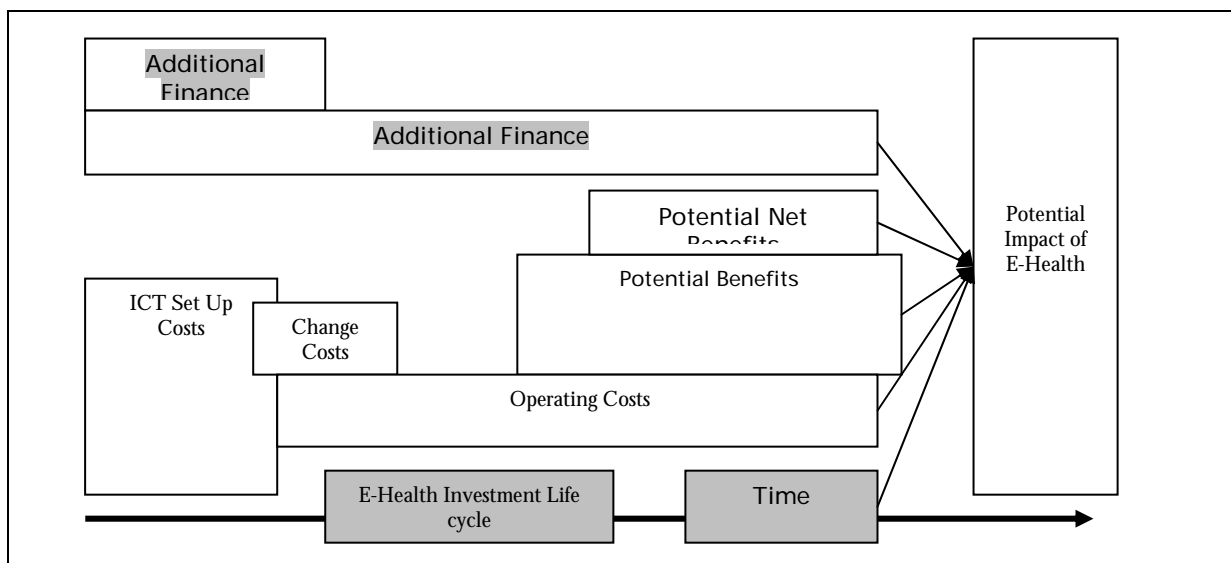 Additional
Finance
Additional Finance
Potential Net
Benefits
Potential Benefits
ICT Set Up
Costs
Change
Costs
Operating Costs
E-Health Investment Life
cycle
Time
Potential
Impact of
E-Health